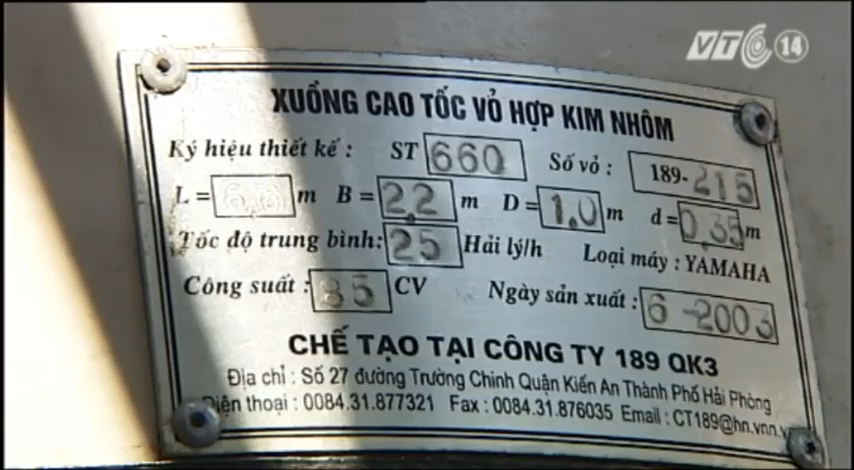 VTC 14
XUỒNG CAO TỐC VỎ HỢP KIM NHÔM
Ký hiệu thiết kế : ST 660 Số vỏ : 189-215
L = 6,6 m B = 2,2 m D = 1,0 m d = 0,35 m
Tốc độ trung bình: 25 Hải lý/h Loại máy : YAMAHA
Công suất : 85 CV Ngày sản xuất : 6-2003
CHẾ TẠO TẠI CÔNG TY 189 QK3
Địa chỉ : Số 27 đường Trường Chinh Quận Kiến An Thành Phố Hải Phòng
Điện thoại : 0084.31.877321 Fax : 0084.31.876035 Email : CT189@hn.vnn.v